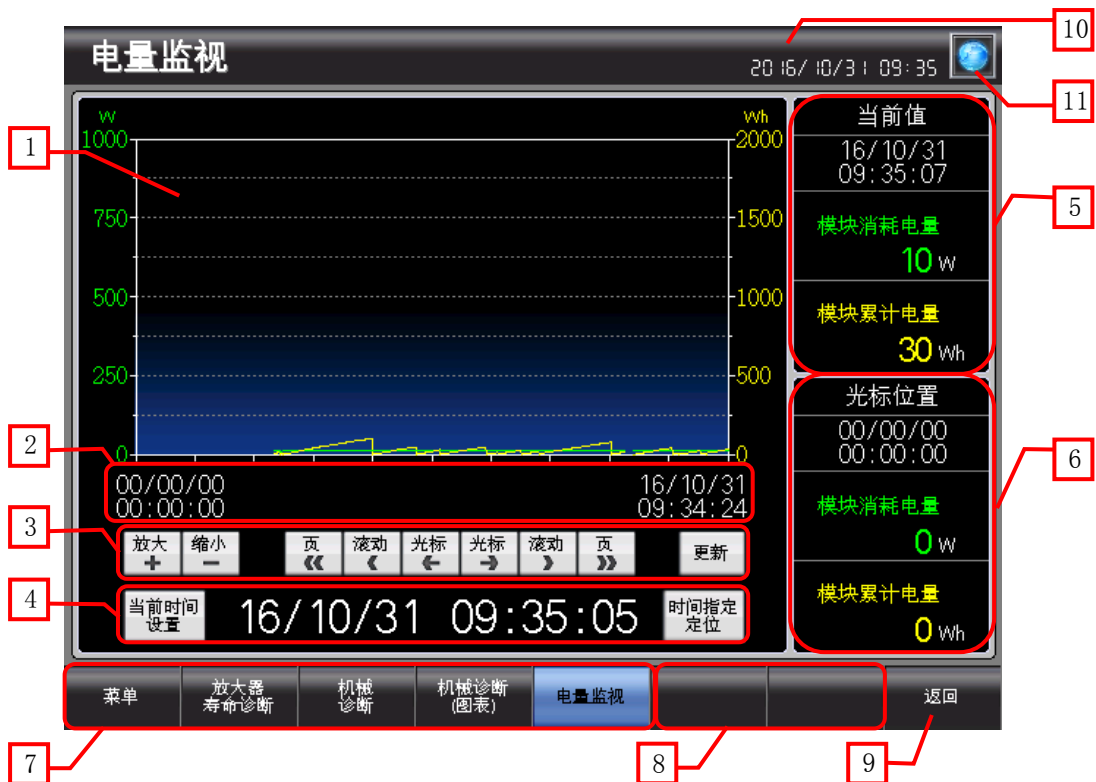 10
电量监视
2016/10/31 09:35
11
1
W
Wh
1000
2000
750
1500
500
1000
250
500
0
0
当前值
16/10/31
09:35:07
模块消耗电量
10 W
模块累计电量
30 Wh
5
光标位置
00/00/00
00:00:00
模块消耗电量
0 W
模块累计电量
0 Wh
6
2
00/00/00
00:00:00
16/10/31
09:34:24
3
放大
+
缩小
−
页
《
滚动
〈
光标
←
光标
→
滚动
〉
页
》
更新
4
当前时间
设置
16/10/31 09:35:05
时间指定
定位
菜单
放大器
寿命诊断
机械
诊断
机械诊断
(图表)
电量监视
返回
7
8
9